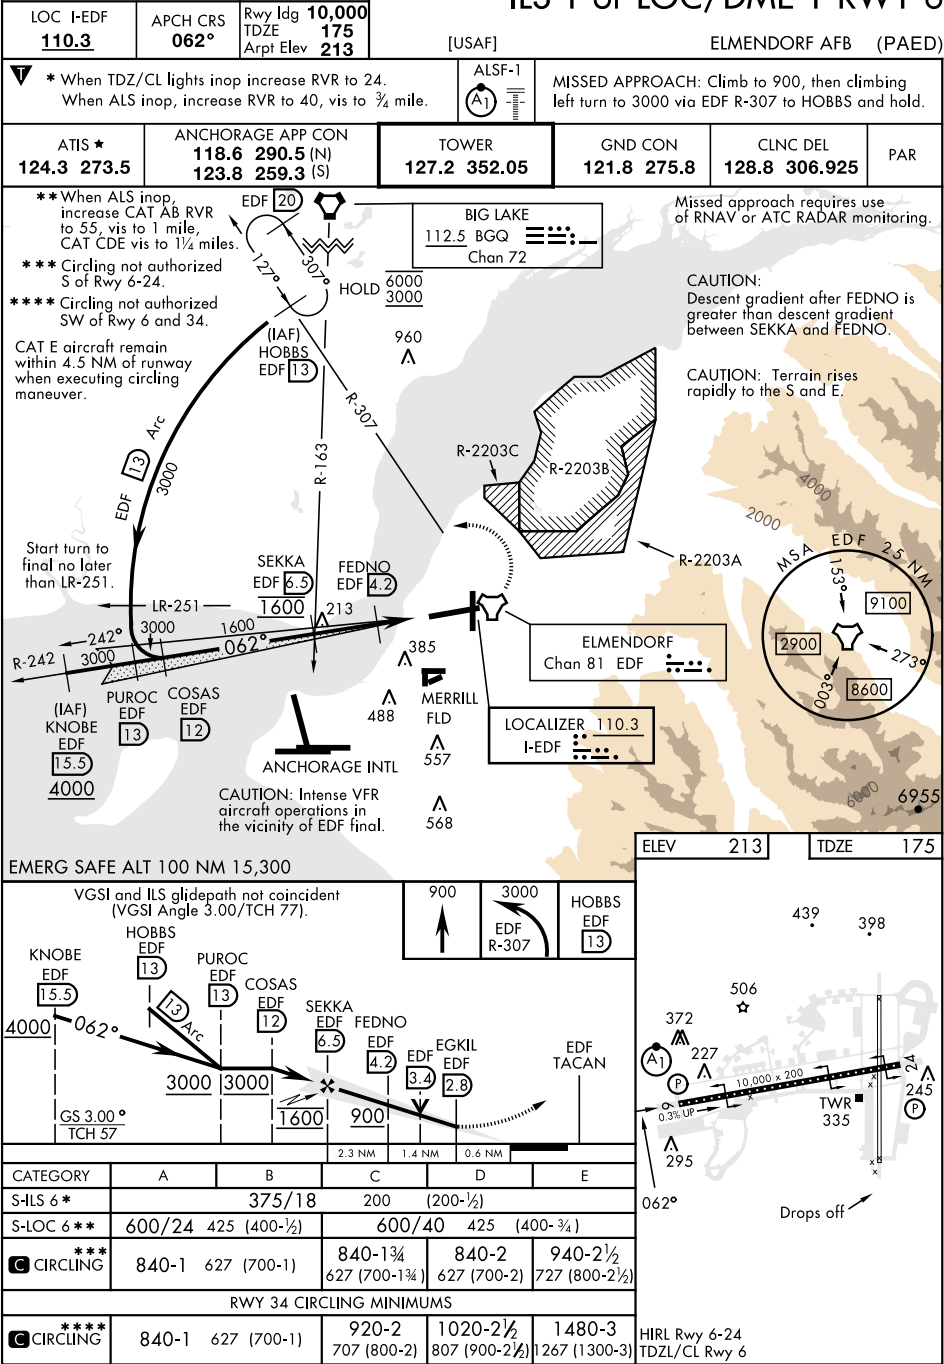 LOC I-EDF
110.3
APCH CRS
062°
Rwy ldg 10,000
TDZE 175
Arpt Elev 213
[USAF]
ELMENDORF AFB (PAED)
T
* When TDZ/CL lights inop increase RVR to 24.
When ALS inop, increase RVR to 40, vis to ¾ mile.
ALSF-1
A1
MISSED APPROACH: Climb to 900, then climbing
left turn to 3000 via EDF R-307 to HOBBS and hold.
ATIS ★
124.3 273.5
ANCHORAGE APP CON
118.6 290.5 (N)
123.8 259.3 (S)
TOWER
127.2 352.05
GND CON
121.8 275.8
CLNC DEL
128.8 306.925
PAR
** When ALS inop,
increase CAT AB RVR
to 55, vis to 1 mile,
CAT CDE vis to 1¼ miles.
*** Circling not authorized
S of Rwy 6-24.
**** Circling not authorized
SW of Rwy 6 and 34.
CAT E aircraft remain
within 4.5 NM of runway
when executing circling
maneuver.
EDF 20
127°
307°
HOLD 6000
3000
BIG LAKE
112.5 BGQ
Chan 72
Missed approach requires use
of RNAV or ATC RADAR monitoring.
CAUTION:
Descent gradient after FEDNO is
greater than descent gradient
between SEKKA and FEDNO.
CAUTION: Terrain rises
rapidly to the S and E.
(IAF)
HOBBS
EDF 13
960
R-307
R-163
EDF 13 Arc
3000
R-2203C
R-2203B
R-2203A
4000
2000
Start turn to
final no later
than LR-251.
LR-251
SEKKA
EDF 6.5
1600
FEDNO
EDF 4.2
213
242°
3000
1600
062°
R-242
3000
(IAF)
KNOBE
EDF
15.5
4000
PUROC
EDF
13
COSAS
EDF
12
385
488
MERRILL
FLD
557
568
ANCHORAGE INTL
CAUTION: Intense VFR
aircraft operations in
the vicinity of EDF final.
ELMENDORF
Chan 81 EDF
LOCALIZER 110.3
I-EDF
MSA EDF 25 NM
153°
9100
2900
273°
003°
8600
6000
6955
EMERG SAFE ALT 100 NM 15,300
ELEV 213
TDZE 175
VGSI and ILS glidepath not coincident
(VGSI Angle 3.00/TCH 77).
900
3000
EDF
R-307
HOBBS
EDF
13
KNOBE
EDF
15.5
4000
062°
HOBBS
EDF
13
13 Arc
PUROC
EDF
13
COSAS
EDF
12
SEKKA
EDF
6.5
FEDNO
EDF
4.2
EDF
3.4
EGKIL
EDF
2.8
EDF
TACAN
3000
3000
1600
900
GS 3.00°
TCH 57
2.3 NM
1.4 NM
0.6 NM
439
398
506
372
A1
227
P
10,000 x 200
24
245
P
6
0.3% UP
TWR
335
295
062°
Drops off
CATEGORY A B C D E
S-ILS 6 * 375/18 200 (200-½)
S-LOC 6 ** 600/24 425 (400-½) 600/40 425 (400-¾)
C CIRCLING *** 840-1 627 (700-1) 840-1¾ 627 (700-1¾) 840-2 627 (700-2) 940-2½ 727 (800-2½)
RWY 34 CIRCLING MINIMUMS
C CIRCLING **** 840-1 627 (700-1) 920-2 707 (800-2) 1020-2½ 807 (900-2½) 1480-3 1267 (1300-3)
HIRL Rwy 6-24
TDZL/CL Rwy 6